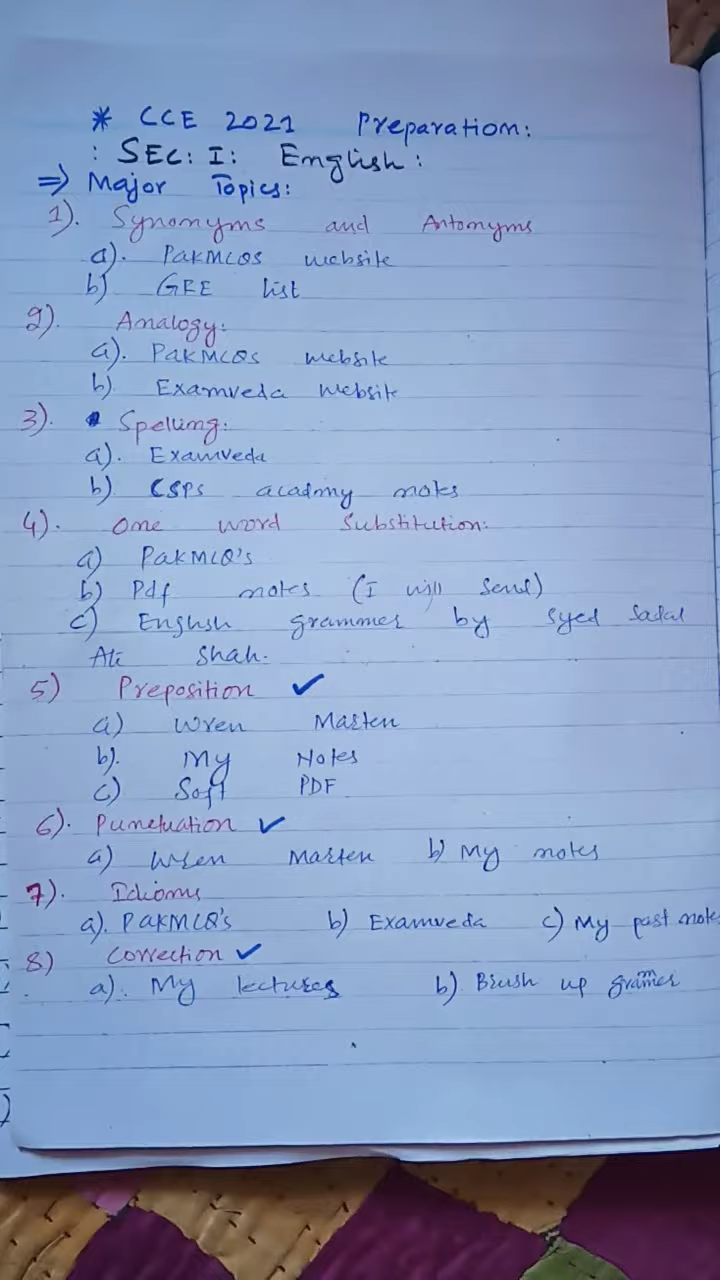 * CCE 2021 Preparation:
: SEC: I: English:
⇒ Major Topics:
1). Synonyms and Antonyms
a). PakMCQS website
b) GRE list
2). Analogy:
a). PakMCQs website
b). Examveda website
3). Spelling:
a). Examveda
b) CSPs acadmy notes
4). One word Substitution:
a) PakMCQ's
b) Pdf notes (I will send)
c) English grammer by Syed Sadal
Ali Shah.
5) Preposition ✓
a) Wren Marten
b). My Notes
c) Soft PDF
6). Punctuation ✓
a) Wren Marten b) My notes
7). Idioms
a). PakMCQ's b) Examveda c) My past notes
8) Correction ✓
a). My lectures b) Brush up gramer